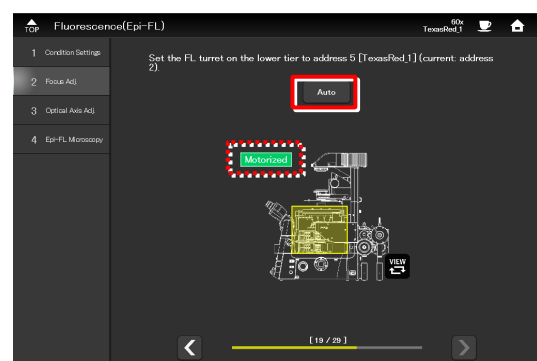 TOP
Fluorescence(Epi-FL)
60x
TexasRed_1
1 Condition Settings
2 Focus Adj.
3 Optical Axis Adj.
4 Epi-FL Microscopy
Set the FL turret on the lower tier to address 5 [TexasRed_1] (current: address
2).
Auto
Motorized
VIEW
[ 19 / 29 ]